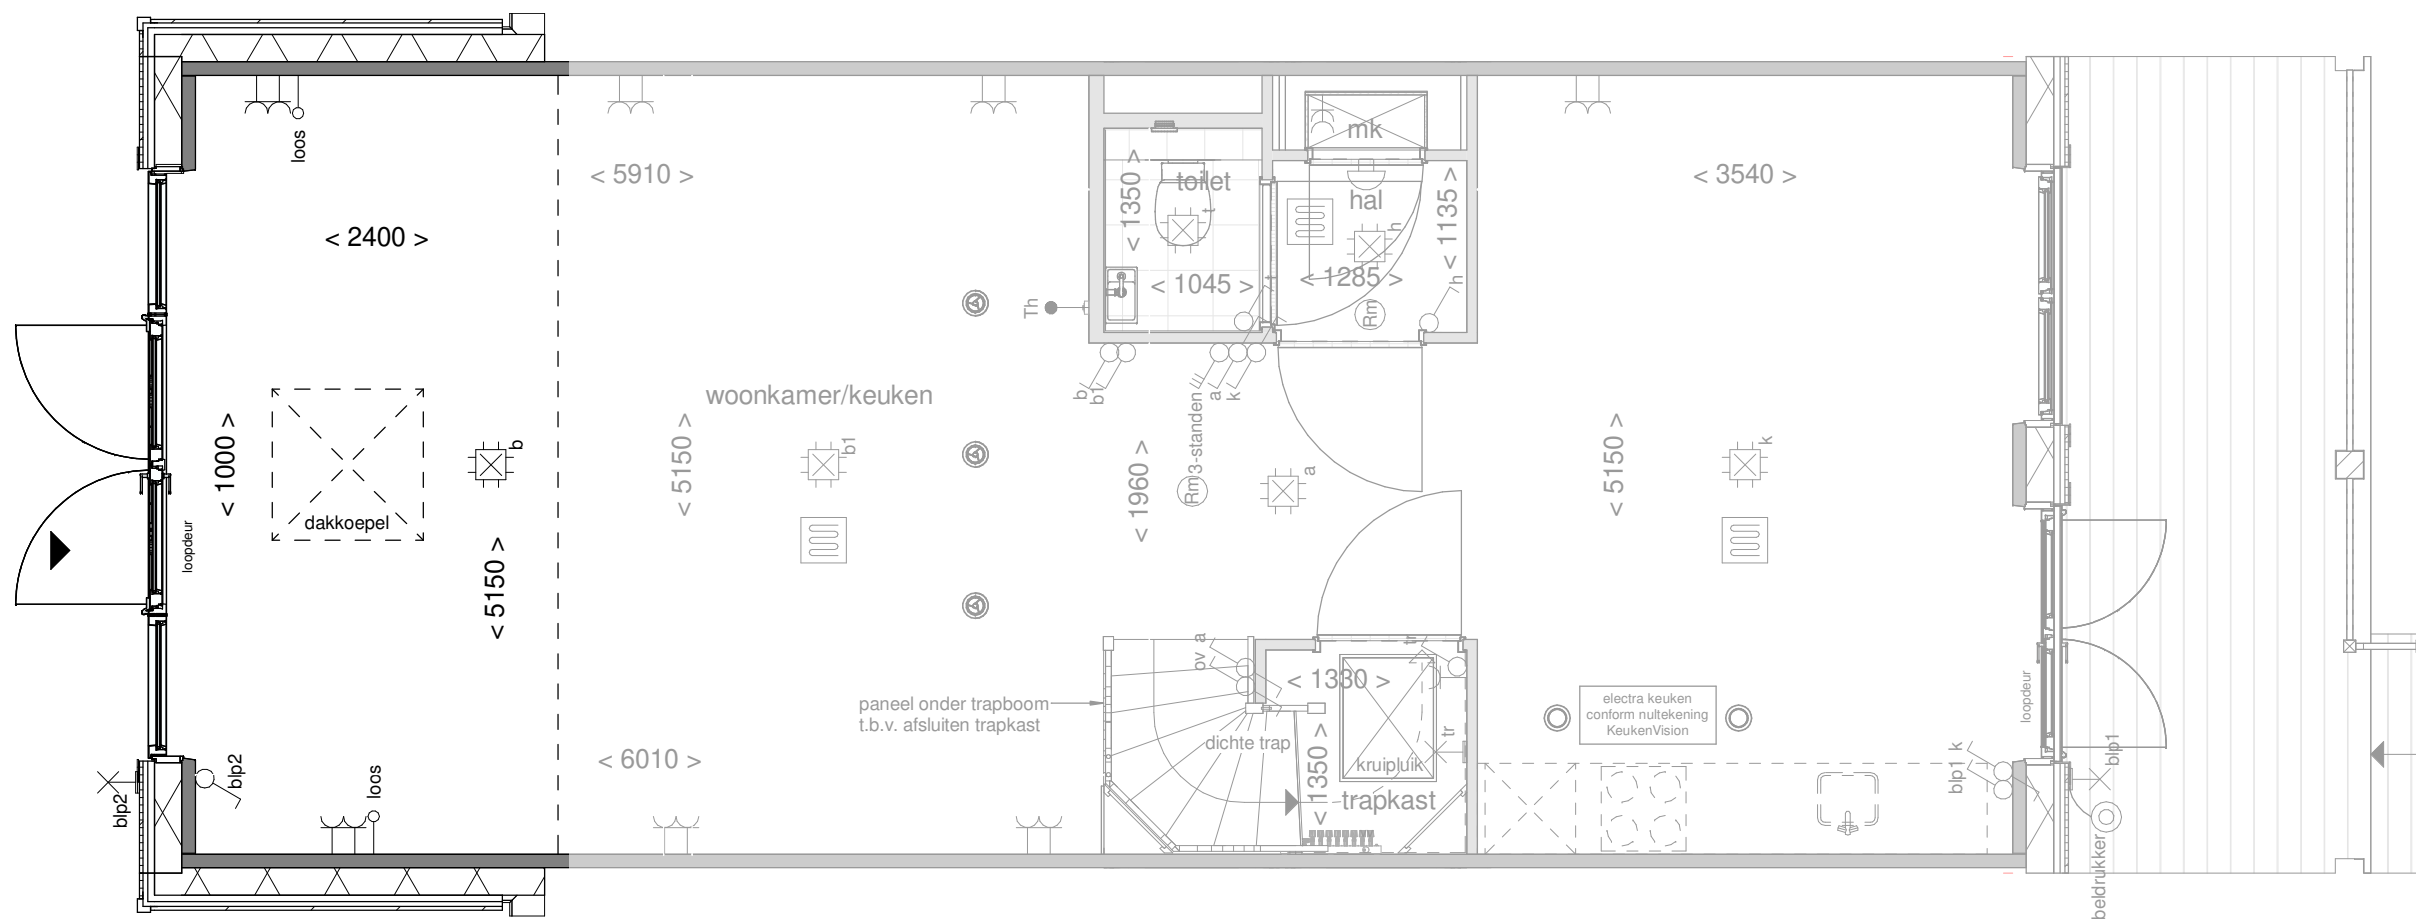 loos
< 5910 >
< 2400 >
mk
toilet
< 1350 >
t
hal
h
< 1135 >
< 3540 >
< 1045 >
t
< 1285 >
h
Th
Rm
woonkamer/keuken
b
b1
a
k
< 1000 >
dakkoepel
b
loopdeur
< 5150 >
< 5150 >
b1
< 1960 >
Rm
3-standen
a
< 5150 >
k
a
ov
tr
< 1330 >
paneel onder trapboom
t.b.v. afsluiten trapkast
dichte trap
< 1350 >
kruipluik
tr
trapkast
electra keuken
conform nultekening
KeukenVision
loopdeur
< 6010 >
blp2
blp2
loos
blp1 k
blp1
beldrukker